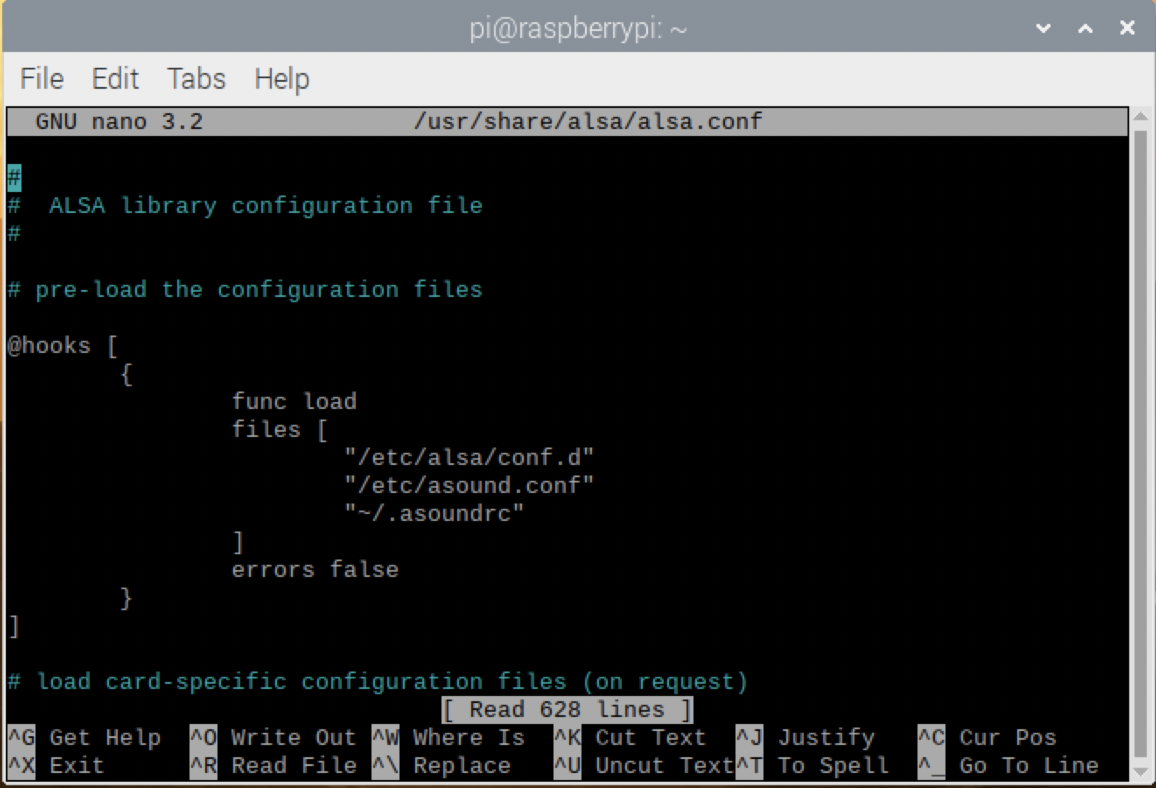 pi@raspberrypi: ~
File Edit Tabs Help
GNU nano 3.2 /usr/share/alsa/alsa.conf
#
# ALSA library configuration file
#
# pre-load the configuration files
@hooks [
{
func load
files [
"/etc/alsa/conf.d"
"/etc/asound.conf"
"~/.asoundrc"
]
errors false
}
]
# load card-specific configuration files (on request)
[ Read 628 lines ]
^G Get Help ^O Write Out ^W Where Is ^K Cut Text ^J Justify ^C Cur Pos
^X Exit ^R Read File ^\ Replace ^U Uncut Text ^T To Spell ^_ Go To Line